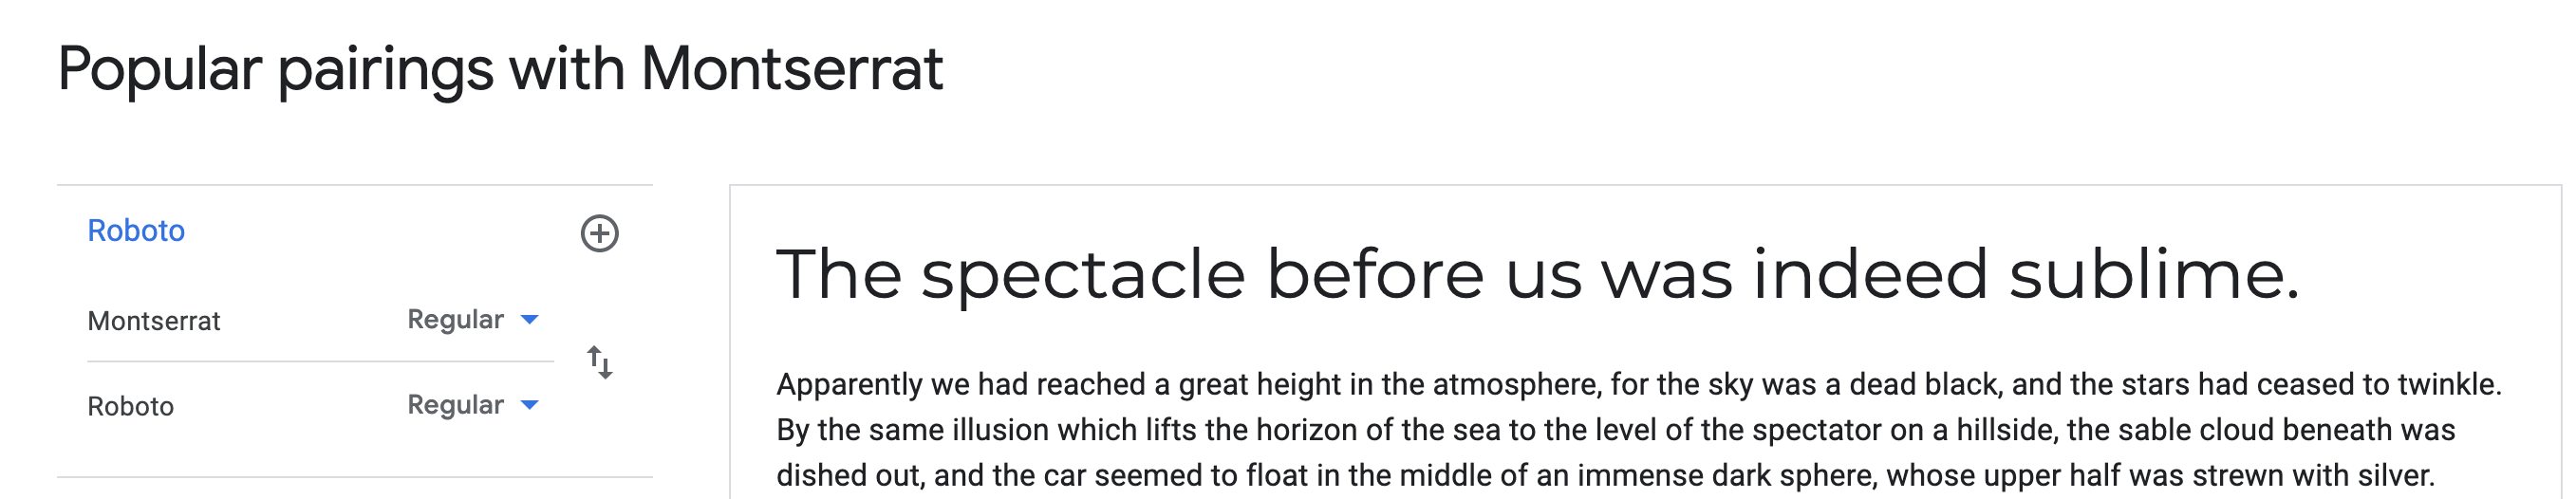 Popular pairings with Montserrat
Roboto
Montserrat Regular
Roboto Regular
The spectacle before us was indeed sublime.
Apparently we had reached a great height in the atmosphere, for the sky was a dead black, and the stars had ceased to twinkle.
By the same illusion which lifts the horizon of the sea to the level of the spectator on a hillside, the sable cloud beneath was
dished out, and the car seemed to float in the middle of an immense dark sphere, whose upper half was strewn with silver.